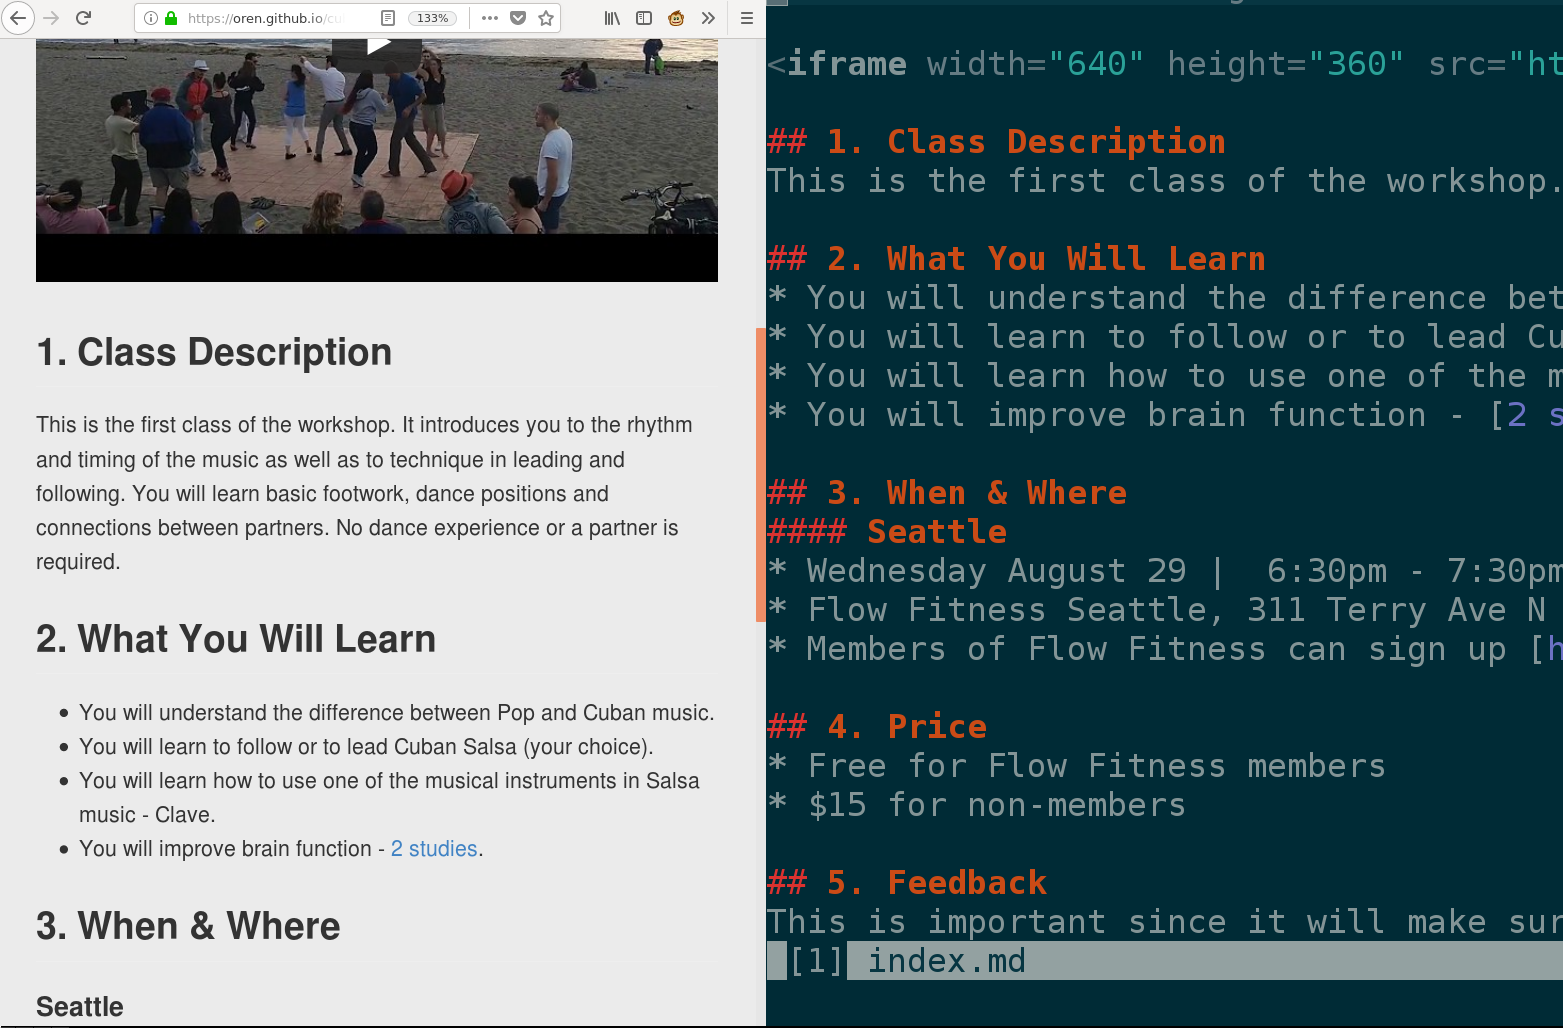 https://oren.github.io/cu
133%
1. Class Description
This is the first class of the workshop. It introduces you to the rhythm
and timing of the music as well as to technique in leading and
following. You will learn basic footwork, dance positions and
connections between partners. No dance experience or a partner is
required.
2. What You Will Learn
• You will understand the difference between Pop and Cuban music.
• You will learn to follow or to lead Cuban Salsa (your choice).
• You will learn how to use one of the musical instruments in Salsa
music - Clave.
• You will improve brain function - 2 studies.
3. When & Where
Seattle
<iframe width="640" height="360" src="ht
## 1. Class Description
This is the first class of the workshop.
## 2. What You Will Learn
* You will understand the difference bet
* You will learn to follow or to lead Cu
* You will learn how to use one of the m
* You will improve brain function - [2 s
## 3. When & Where
#### Seattle
* Wednesday August 29 |  6:30pm - 7:30pm
* Flow Fitness Seattle, 311 Terry Ave N
* Members of Flow Fitness can sign up [h
## 4. Price
* Free for Flow Fitness members
* $15 for non-members
## 5. Feedback
This is important since it will make sur
[1] index.md